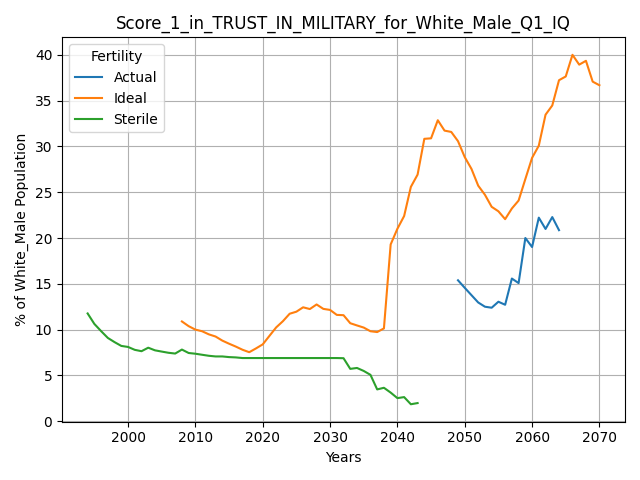 Score_1_in_TRUST_IN_MILITARY_for_White_Male_Q1_IQ
Fertility
Actual
Ideal
Sterile
% of White_Male Population
40
35
30
25
20
15
10
5
0
2000 2010 2020 2030 2040 2050 2060 2070
Years